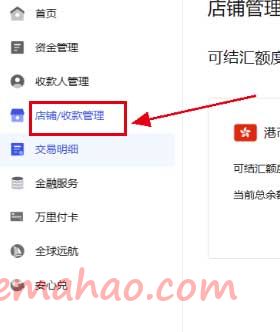 首页
资金管理
收款人管理
店铺/收款管理
交易明细
金融服务
万里付卡
全球远航
安心兑
店铺管理
可结汇额度
港
可结汇额度
当前总余
emahao.com